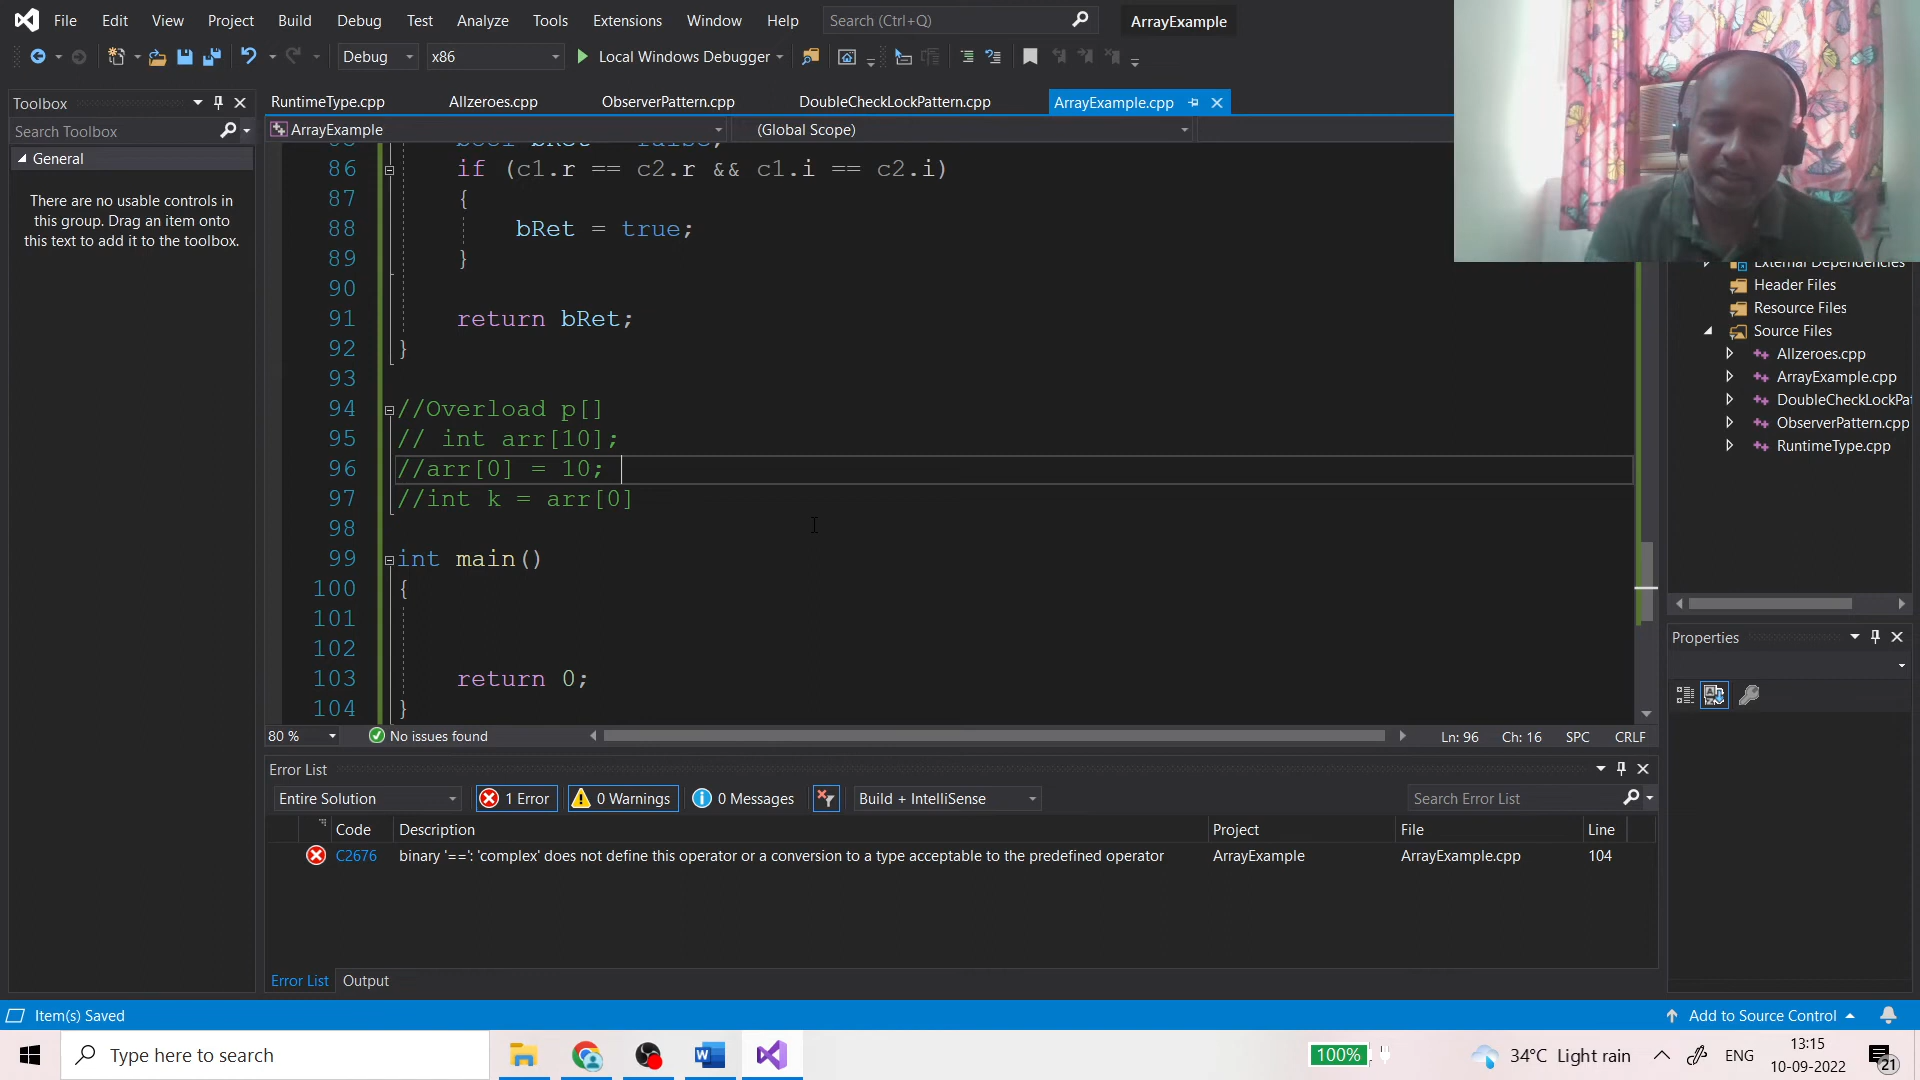 File Edit View Project Build Debug Test Analyze Tools Extensions Window Help Search (Ctrl+Q) ArrayExample
Debug x86 Local Windows Debugger
Toolbox
Search Toolbox
General
There are no usable controls in
this group. Drag an item onto
this text to add it to the toolbox.
RuntimeType.cpp Allzeroes.cpp ObserverPattern.cpp DoubleCheckLockPattern.cpp ArrayExample.cpp
ArrayExample (Global Scope)
86 if (c1.r == c2.r && c1.i == c2.i)
87 {
88 bRet = true;
89 }
90
91 return bRet;
92 }
93
94 //Overload p[]
95 // int arr[10];
96 //arr[0] = 10;
97 //int k = arr[0]
98
99 int main()
100 {
101
102
103 return 0;
104 }
80 % No issues found Ln: 96 Ch: 16 SPC CRLF
External Dependencies
Header Files
Resource Files
Source Files
Allzeroes.cpp
ArrayExample.cpp
DoubleCheckLockPat
ObserverPattern.cpp
RuntimeType.cpp
Properties
Error List
Entire Solution 1 Error 0 Warnings 0 Messages Build + IntelliSense Search Error List
Code Description Project File Line
C2676 binary '==': 'complex' does not define this operator or a conversion to a type acceptable to the predefined operator ArrayExample ArrayExample.cpp 104
Error List Output
Item(s) Saved Add to Source Control
Type here to search 100% 34°C Light rain ENG 13:15
10-09-2022 21